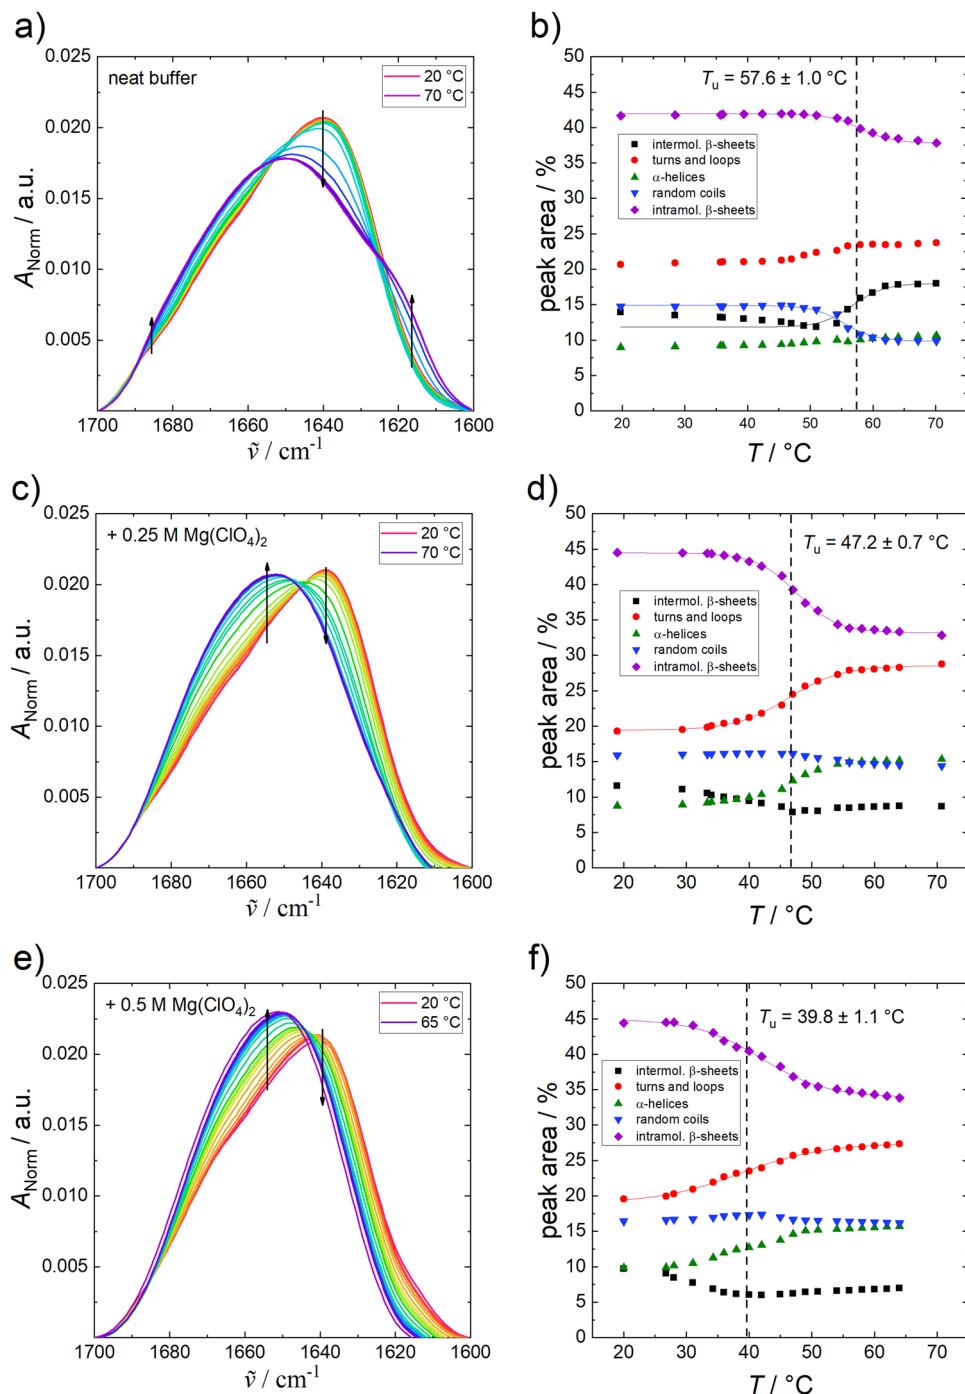 a)
neat buffer
20 °C
70 °C
0.025
0.020
0.015
0.010
0.005
A_Norm / a.u.
1700 1680 1660 1640 1620 1600
ṽ / cm⁻¹
b)
T_u = 57.6 ± 1.0 °C
intermol. β-sheets
turns and loops
α-helices
random coils
intramol. β-sheets
50
45
40
35
30
25
20
15
10
5
0
peak area / %
20 30 40 50 60 70
T / °C
c)
+ 0.25 M Mg(ClO₄)₂
20 °C
70 °C
0.025
0.020
0.015
0.010
0.005
A_Norm / a.u.
1700 1680 1660 1640 1620 1600
ṽ / cm⁻¹
d)
T_u = 47.2 ± 0.7 °C
intermol. β-sheets
turns and loops
α-helices
random coils
intramol. β-sheets
50
45
40
35
30
25
20
15
10
5
0
peak area / %
20 30 40 50 60 70
T / °C
e)
+ 0.5 M Mg(ClO₄)₂
20 °C
65 °C
0.025
0.020
0.015
0.010
0.005
A_Norm / a.u.
1700 1680 1660 1640 1620 1600
ṽ / cm⁻¹
f)
T_u = 39.8 ± 1.1 °C
intermol. β-sheets
turns and loops
α-helices
random coils
intramol. β-sheets
50
45
40
35
30
25
20
15
10
5
0
peak area / %
20 30 40 50 60 70
T / °C